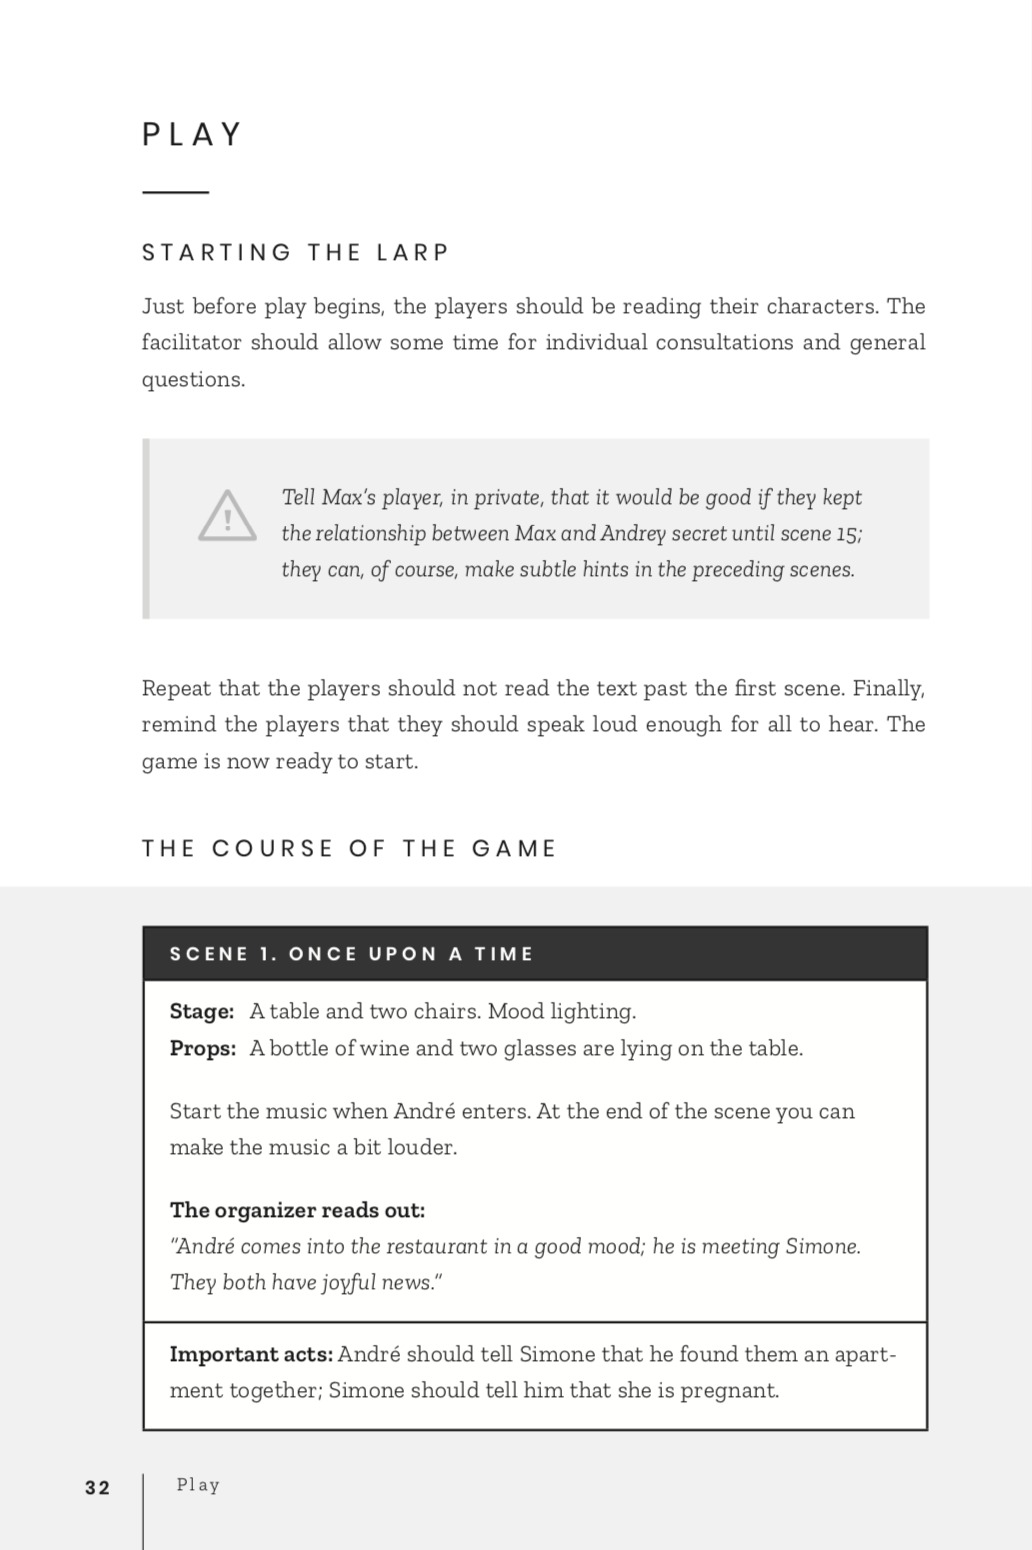 PLAY
STARTING THE LARP
Just before play begins, the players should be reading their characters. The
facilitator should allow some time for individual consultations and general
questions.
Tell Max's player, in private, that it would be good if they kept
the relationship between Max and Andrey secret until scene 15;
they can, of course, make subtle hints in the preceding scenes.
Repeat that the players should not read the text past the first scene. Finally,
remind the players that they should speak loud enough for all to hear. The
game is now ready to start.
THE COURSE OF THE GAME
SCENE 1. ONCE UPON A TIME
Stage: A table and two chairs. Mood lighting.
Props: A bottle of wine and two glasses are lying on the table.
Start the music when André enters. At the end of the scene you can
make the music a bit louder.
The organizer reads out:
"André comes into the restaurant in a good mood; he is meeting Simone.
They both have joyful news."
Important acts: André should tell Simone that he found them an apart-
ment together; Simone should tell him that she is pregnant.
32 Play